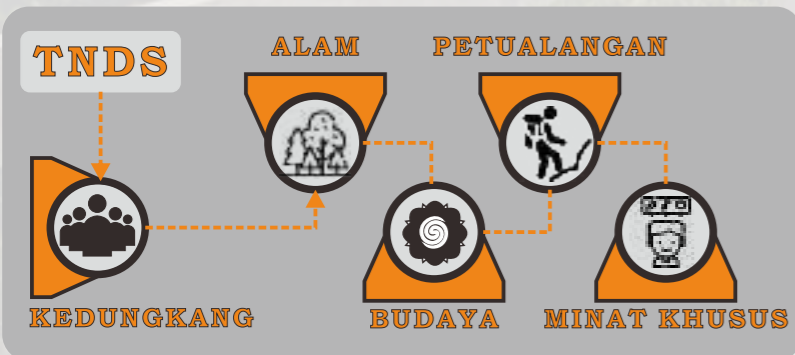 TNDS
ALAM
PETUALANGAN
KEDUNGKANG
BUDAYA
MINAT KHUSUS